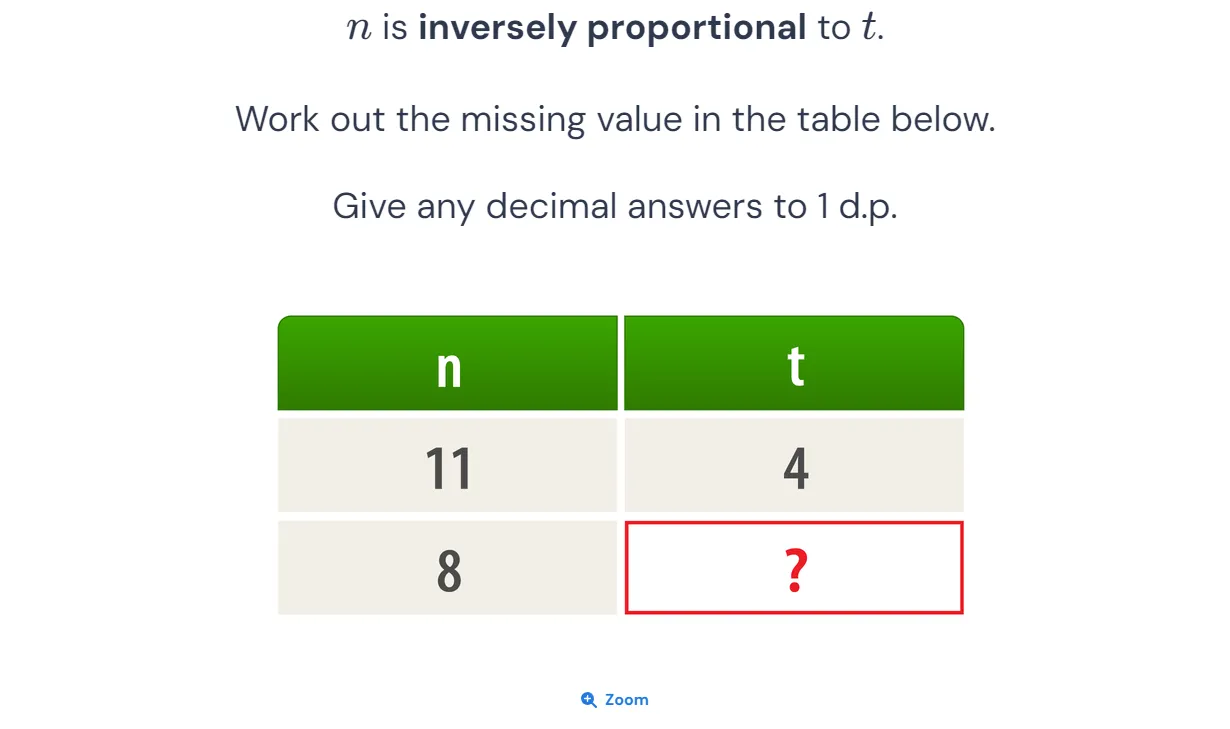 n is inversely proportional to t.
Work out the missing value in the table below.
Give any decimal answers to 1 d.p.
n t
11 4
8 ?
Zoom